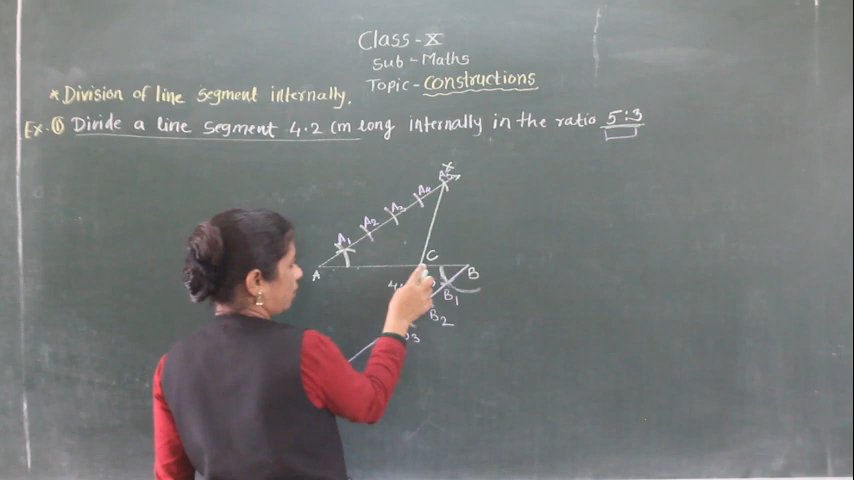 Class-X
Sub-Maths
Topic-Constructions
* Division of line segment internally.
Ex.① Divide a line segment 4.2 cm long internally in the ratio 5:3
X
A4
A3
A2
A1
C
A
B
B1
B2